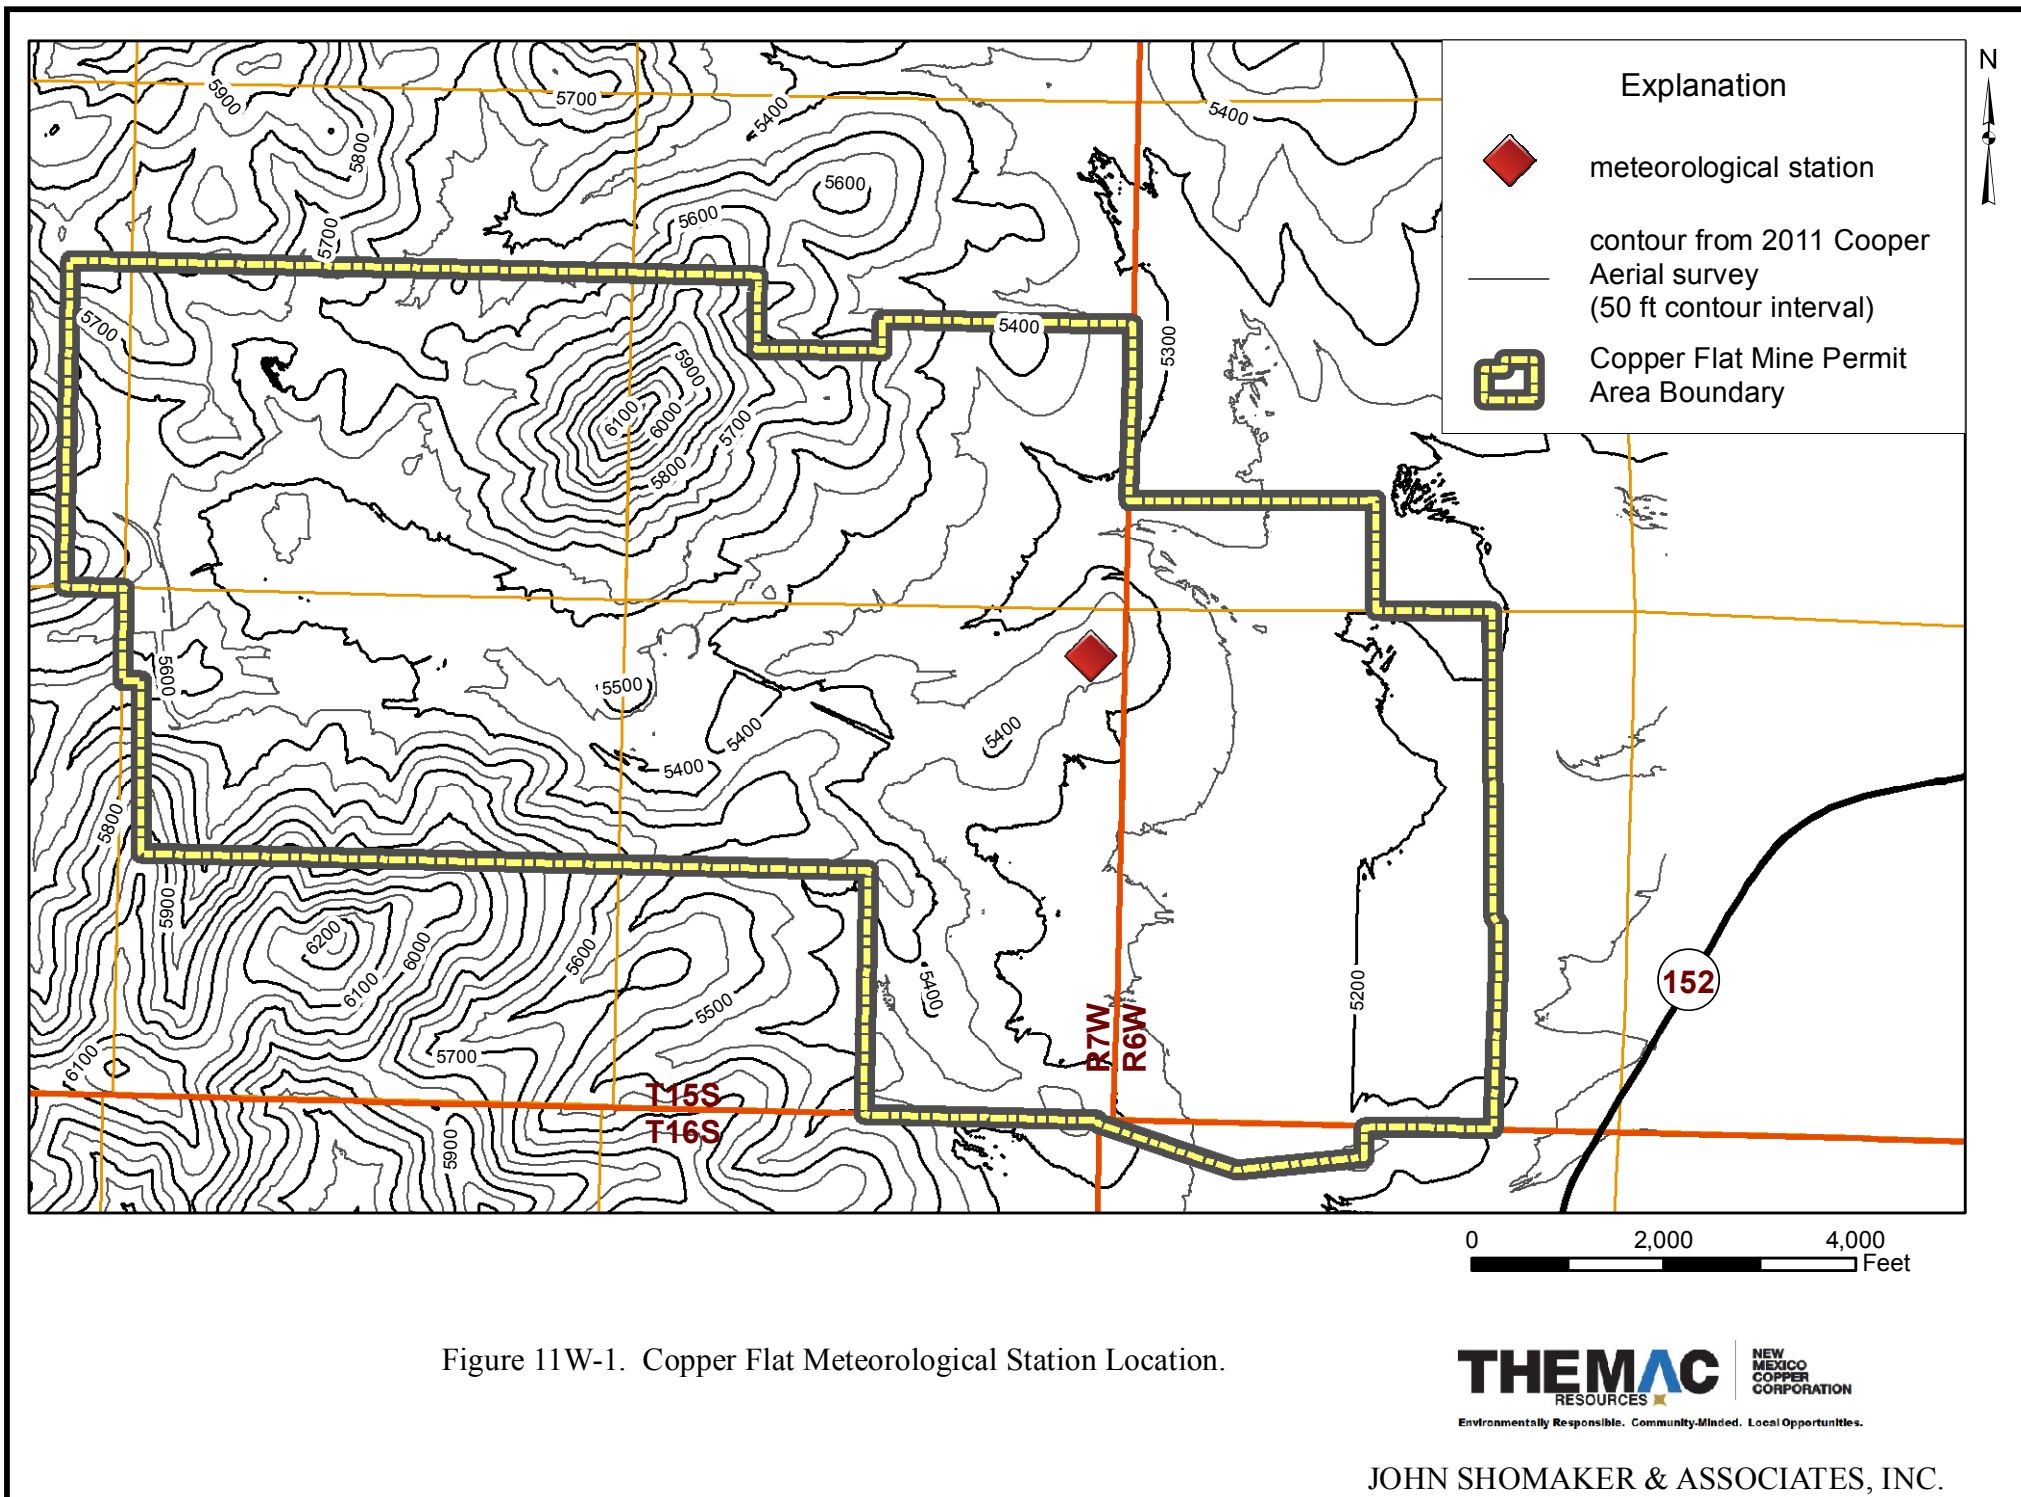 N
Explanation
meteorological station
contour from 2011 Cooper
Aerial survey
(50 ft contour interval)
Copper Flat Mine Permit
Area Boundary
5900
5700
5400
5400
5800
5600
5600
5700
5700
5400
5300
5900
6100
6000
5700
5800
5600
5500
5400
5400
5400
5800
5900
6200
6000
6100
5600
5500
5400
5200
152
R7W
R6W
5700
6100
T15S
T16S
5900
0 2,000 4,000
Feet
Figure 11W-1. Copper Flat Meteorological Station Location.
THEMAC
RESOURCES
NEW
MEXICO
COPPER
CORPORATION
Environmentally Responsible. Community-Minded. Local Opportunities.
JOHN SHOMAKER & ASSOCIATES, INC.